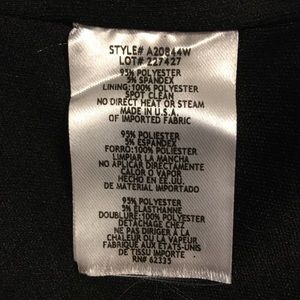 STYLE# A20844W
LOT# 227427
95% POLYESTER
5% SPANDEX
LINING:100% POLYESTER
SPOT CLEAN
NO DIRECT HEAT OR STEAM
MADE IN U.S.A.
OF IMPORTED FABRIC
95% POLIESTER
5% ESPANDEX
FORRO:100% POLIESTER
LIMPIAR LA MANCHA
NO APLICAR DIRECTAMENTE
CALOR O VAPOR
HECHO EN EE.UU.
DE MATERIAL IMPORTADO
95% POLYESTER
5% ELASTHANNE
DOUBLURE:100% POLYESTER
DETACHAGE CHEZ
NE PAS DIRIGER A LA
CHALEUR OU LA VAPEUR
FABRIQUE AUX ETATS-UNIS
DE TISSU IMPORTE
RN# 62335